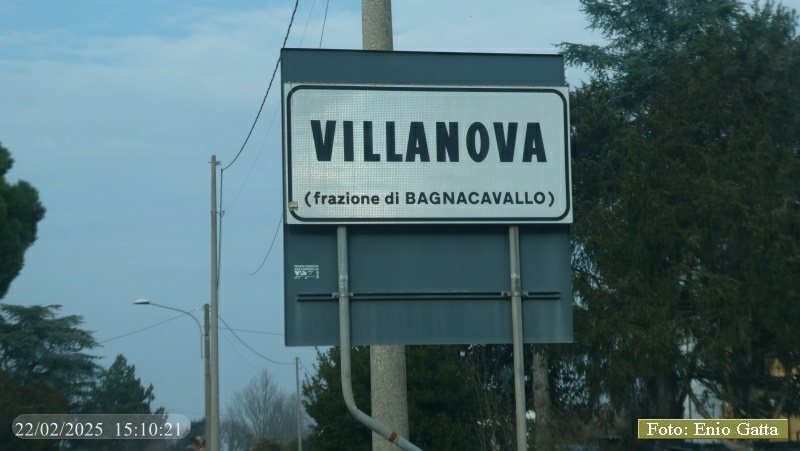 VILLANOVA
(frazione di BAGNACAVALLO)
22/02/2025 15:10:21
Foto: Enio Gatta